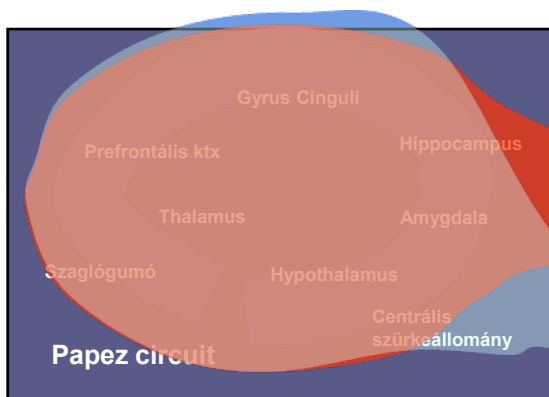 Gyrus Cinguli
Prefrontális ktx
Hippocampus
Thalamus
Amygdala
Szaglógumó
Hypothalamus
Centrális
szürkeállomány
Papez circuit